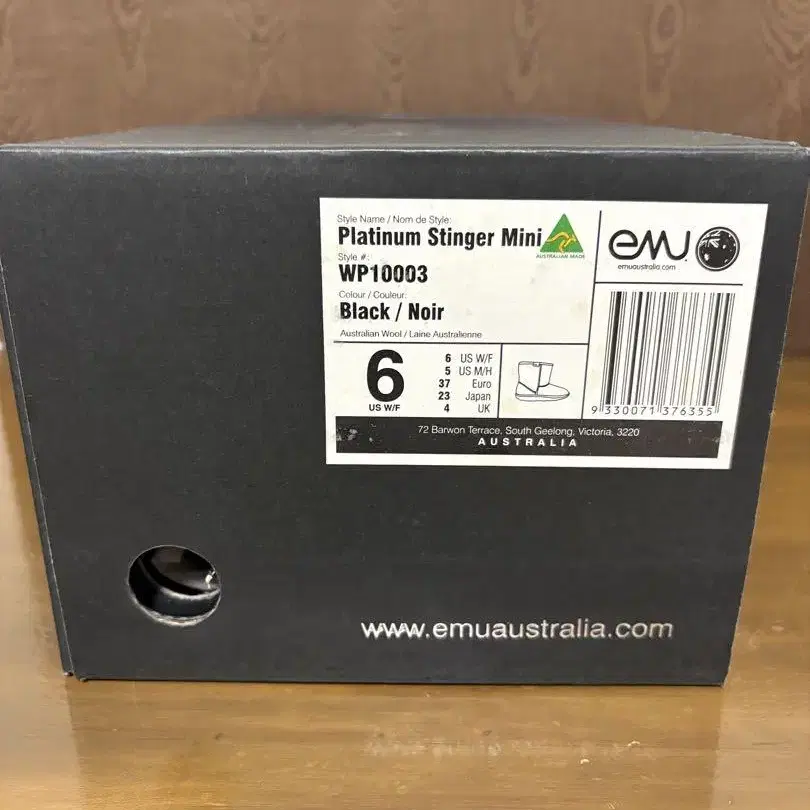 Style Name / Nom de Style:
Platinum Stinger Mini
AUSTRALIAN MADE
Style #:
WP10003
Colour / Couleur:
Black / Noir
Australian Wool / Laine Australienne
emu
emuaustralia.com
6
US W/F
6 US W/F
5 US M/H
37 Euro
23 Japan
4 UK
9 330071 376355
72 Barwon Terrace, South Geelong, Victoria, 3220
AUSTRALIA
www.emuaustralia.com